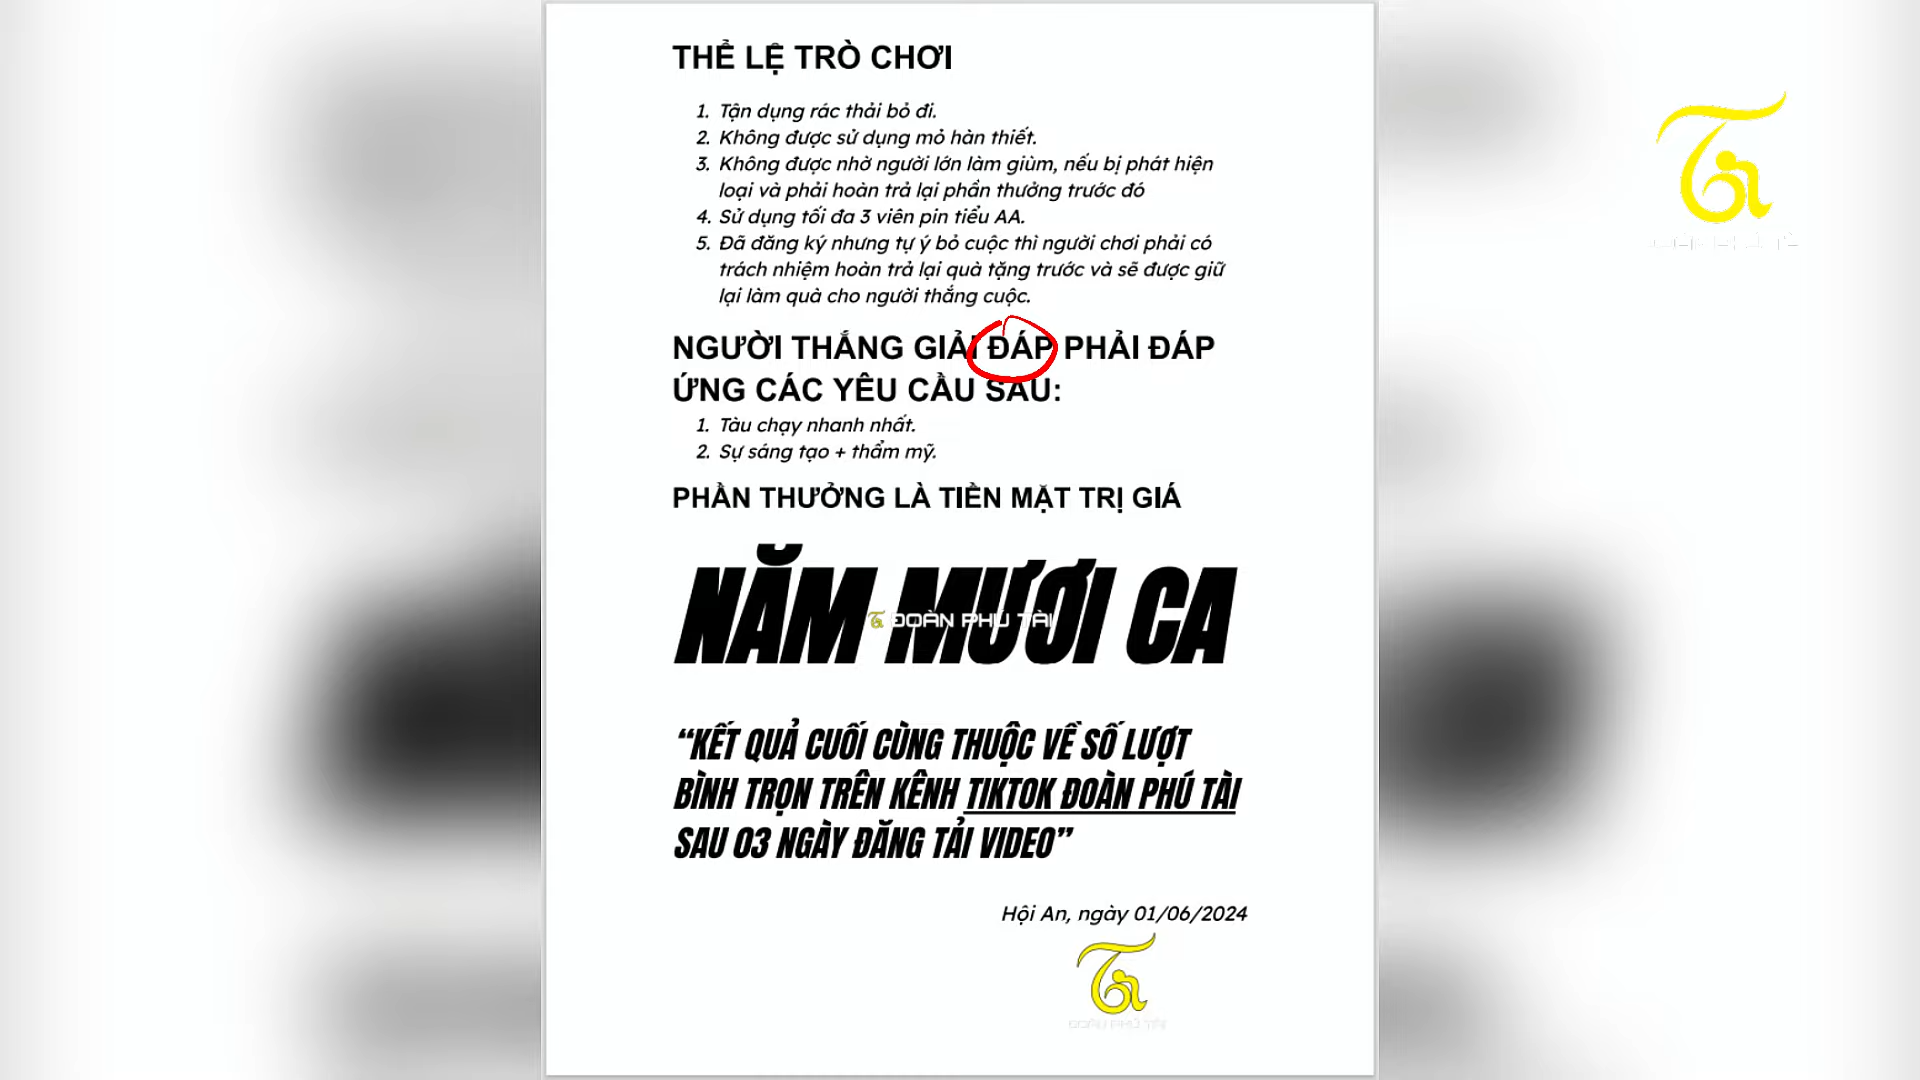 THỂ LỆ TRÒ CHƠI
1. Tận dụng rác thải bỏ đi.
2. Không được sử dụng mỏ hàn thiết.
3. Không được nhờ người lớn làm giùm, nếu bị phát hiện
loại và phải hoàn trả lại phần thưởng trước đó
4. Sử dụng tối đa 3 viên pin tiểu AA.
5. Đã đăng ký nhưng tự ý bỏ cuộc thì người chơi phải có
trách nhiệm hoàn trả lại quà tặng trước và sẽ được giữ
lại làm quà cho người thắng cuộc.
NGƯỜI THẮNG GIẢI ĐÁP PHẢI ĐÁP
ỨNG CÁC YÊU CẦU SAU:
1. Tàu chạy nhanh nhất.
2. Sự sáng tạo + thẩm mỹ.
PHẦN THƯỞNG LÀ TIỀN MẶT TRỊ GIÁ
NĂM MƯƠI CA
ĐOÀN PHÚ TÀI
“KẾT QUẢ CUỐI CÙNG THUỘC VỀ SỐ LƯỢT
BÌNH TRỌN TRÊN KÊNH TIKTOK ĐOÀN PHÚ TÀI
SAU 03 NGÀY ĐĂNG TẢI VIDEO”
Hội An, ngày 01/06/2024
ĐOÀN PHÚ TÀI